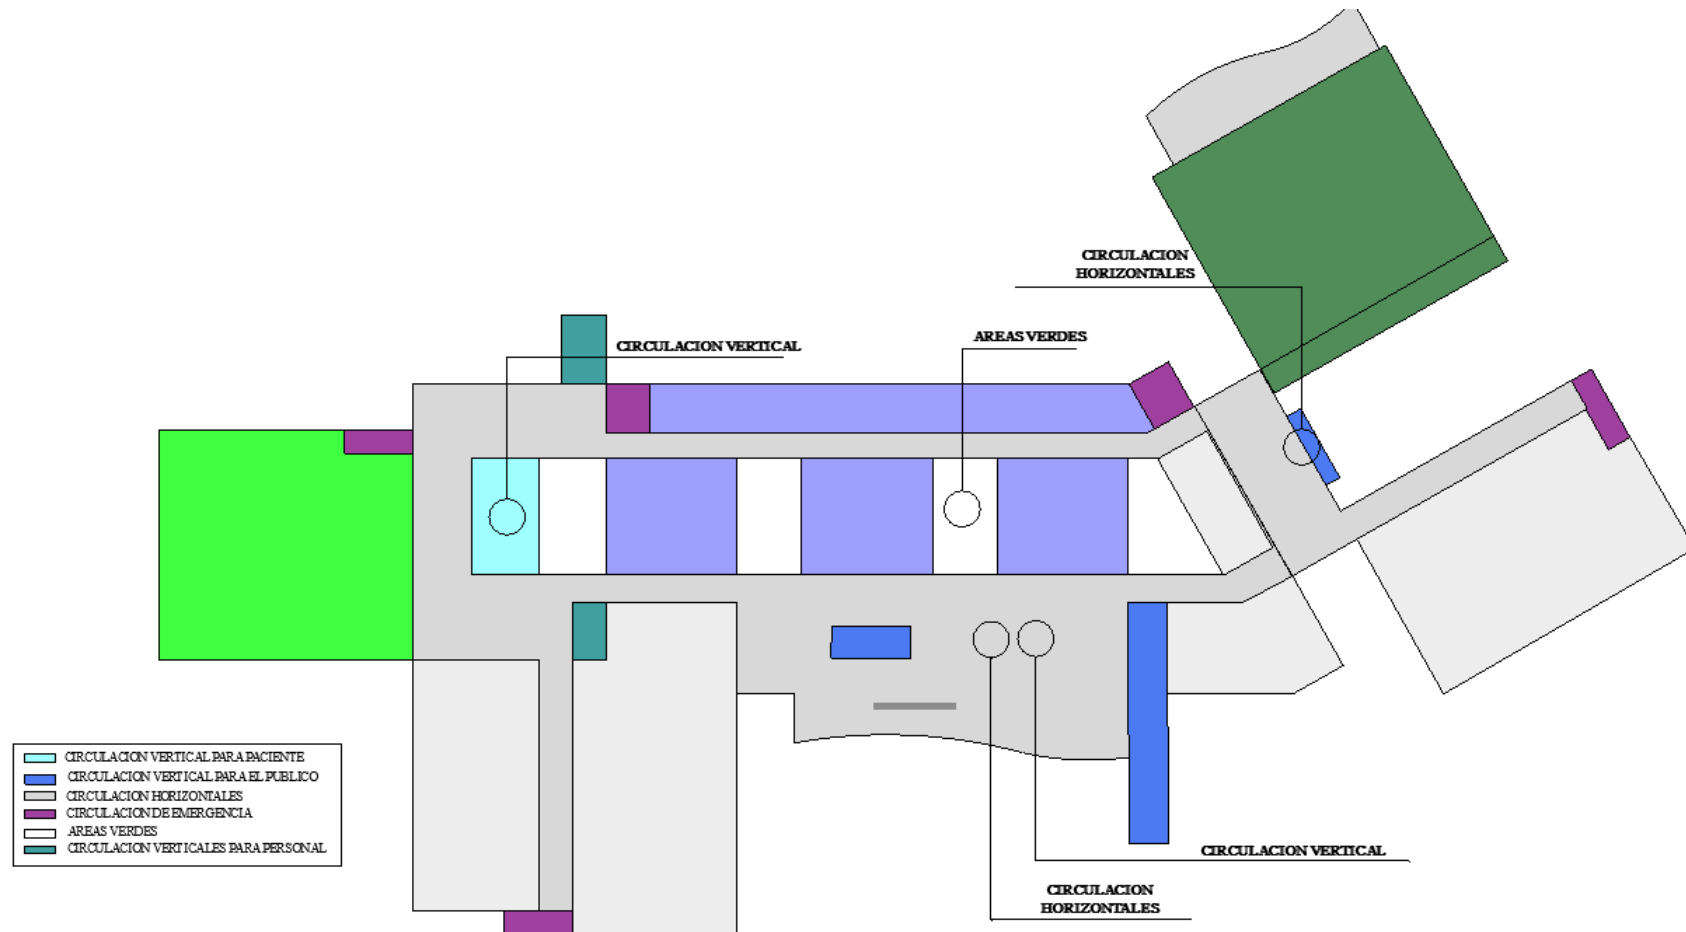 CIRCULACION
HORIZONTALES
AREAS VERDES
CIRCULACION VERTICAL
CIRCULACION VERTICAL PARA PACIENTE
CIRCULACION VERTICAL PARA EL PUBLICO
CIRCULACION HORIZONTALES
CIRCULACION DE EMERGENCIA
AREAS VERDES
CIRCULACION VERTICALES PARA PERSONAL
CIRCULACION VERTICAL
CIRCULACION
HORIZONTALES